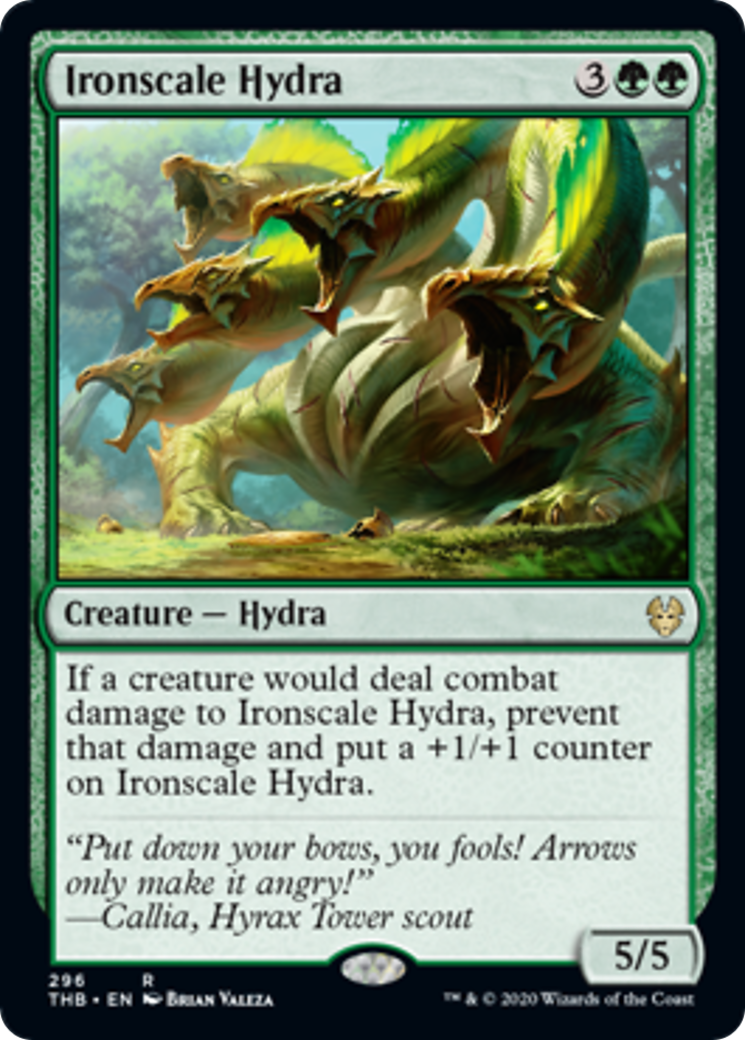 Ironscale Hydra 3
Creature — Hydra
If a creature would deal combat
damage to Ironscale Hydra, prevent
that damage and put a +1/+1 counter
on Ironscale Hydra.
“Put down your bows, you fools! Arrows
only make it angry!”
—Callia, Hyrax Tower scout
5/5
296 R
THB • EN Brian Valeza
™ & © 2020 Wizards of the Coast